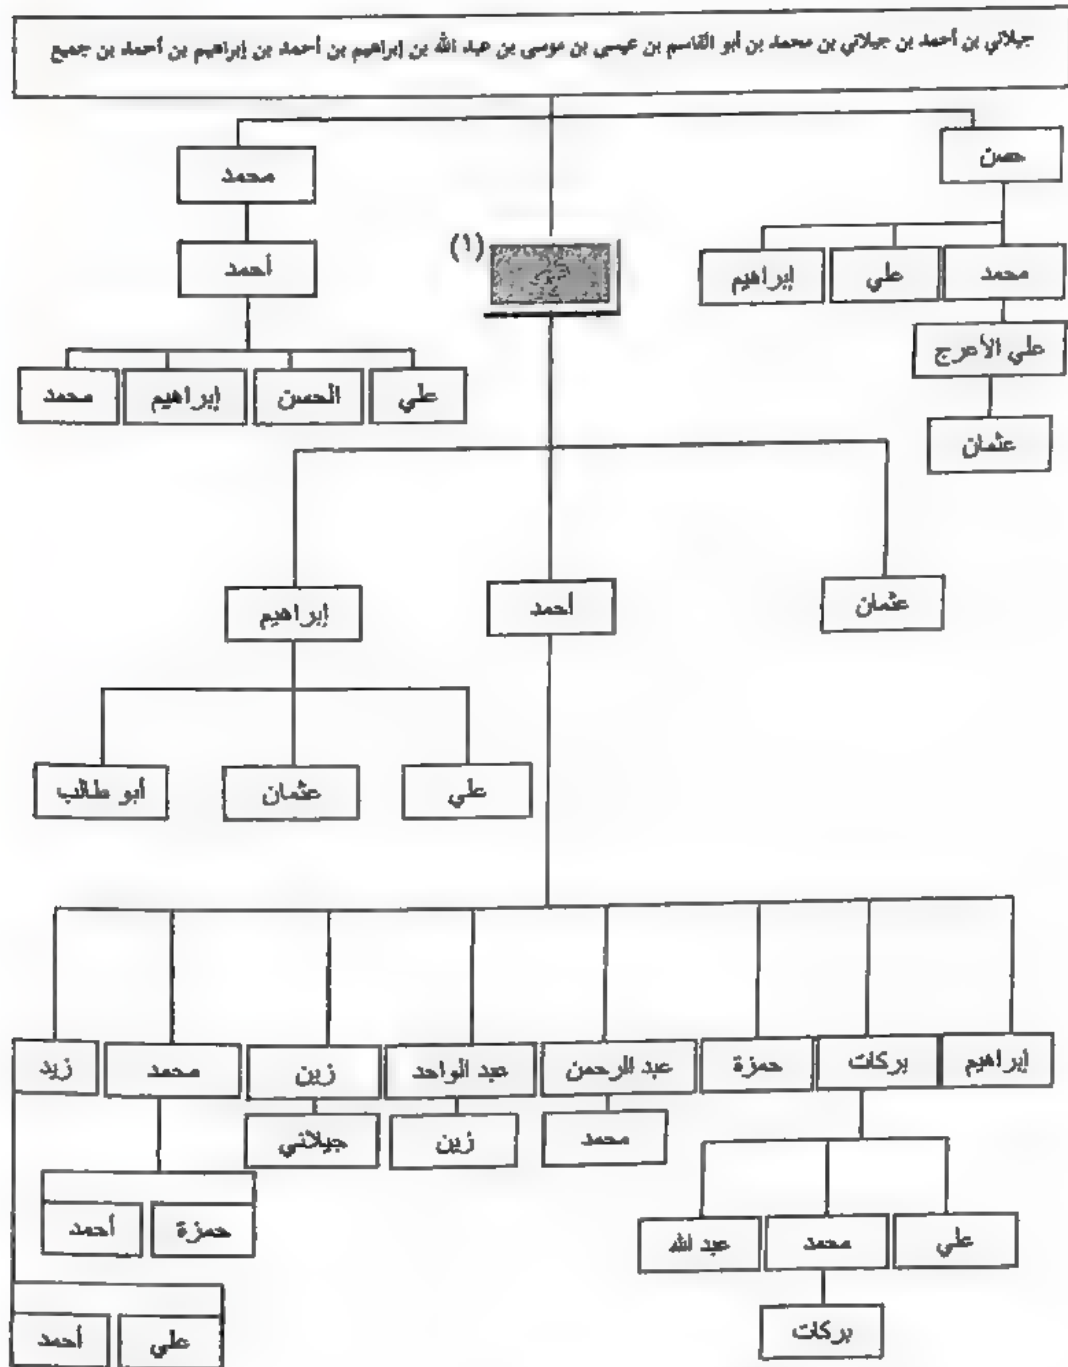 جيلاني بن أحمد بن جيلاني بن محمد بن أبو القاسم بن عيسى بن موسى بن عبد الله بن إبراهيم بن أحمد بن إبراهيم بن أحمد بن جميع
حسن
محمد
(١)
محمد
علي
إبراهيم
أحمد
علي الأعرج
علي
الحسن
إبراهيم
محمد
عثمان
عثمان
أحمد
إبراهيم
علي
عثمان
أبو طالب
إبراهيم
بركات
حمزة
عبد الرحمن
عبد الواحد
زين
محمد
زيد
محمد
زين
جيلاني
علي
محمد
عبد الله
حمزة
أحمد
بركات
علي
أحمد